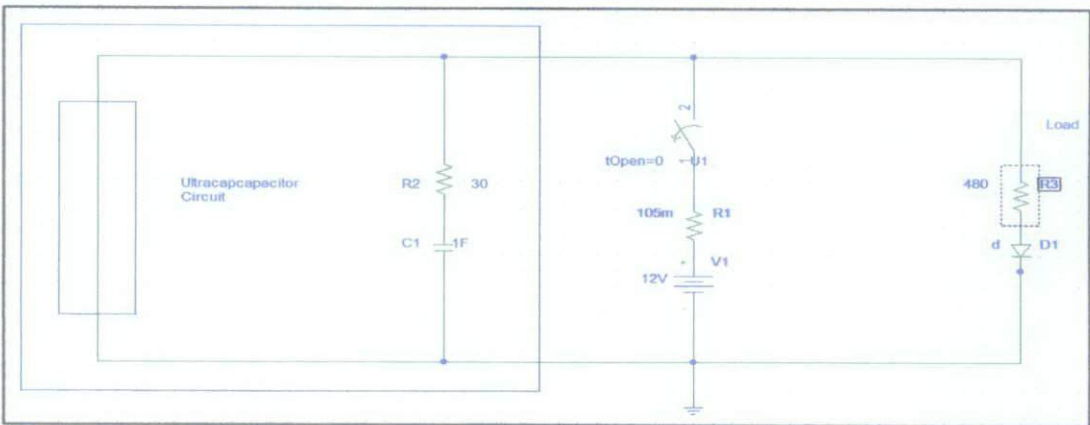 Ultracapcapacitor
Circuit
R2
30
C1
1F
2
tOpen=0
U1
105m
R1
+
V1
12V
Load
480
R3
d
D1